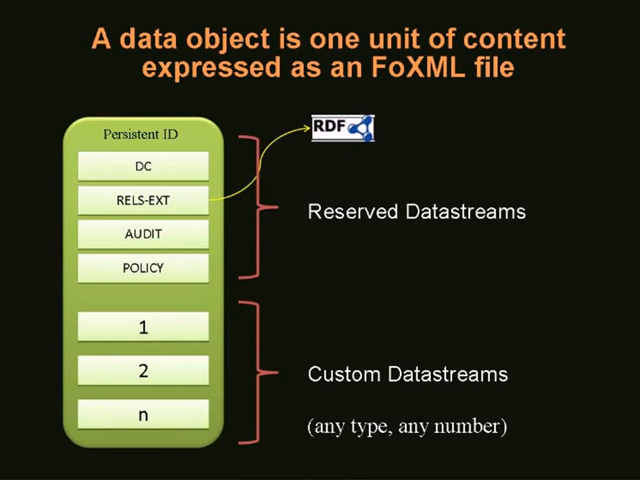 A data object is one unit of content
expressed as an FoXML file
Persistent ID
DC
RELS-EXT
AUDIT
POLICY
1
2
n
RDF
Reserved Datastreams
Custom Datastreams
(any type, any number)